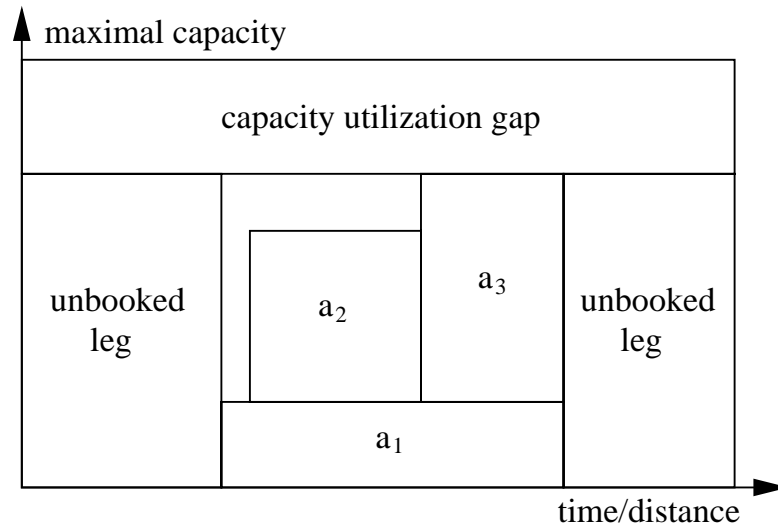 maximal capacity
capacity utilization gap
unbooked
leg
a₂
a₃
unbooked
leg
a₁
time/distance